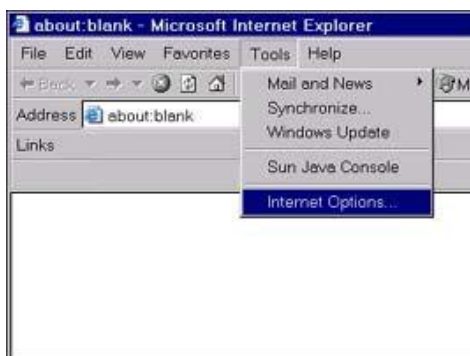 about:blank - Microsoft Internet Explorer
File Edit View Favorites Tools Help
Back
Mail and News
Synchronize...
Windows Update
Sun Java Console
Internet Options...
Address about:blank
Links